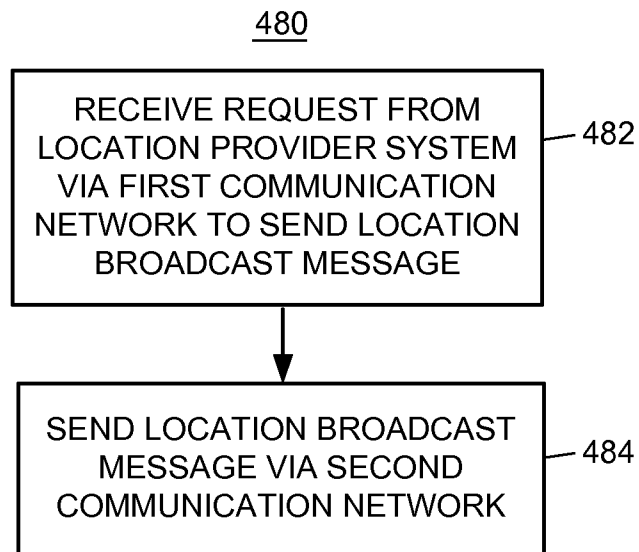 480
RECEIVE REQUEST FROM
LOCATION PROVIDER SYSTEM
VIA FIRST COMMUNICATION
NETWORK TO SEND LOCATION
BROADCAST MESSAGE
482
SEND LOCATION BROADCAST
MESSAGE VIA SECOND
COMMUNICATION NETWORK
484